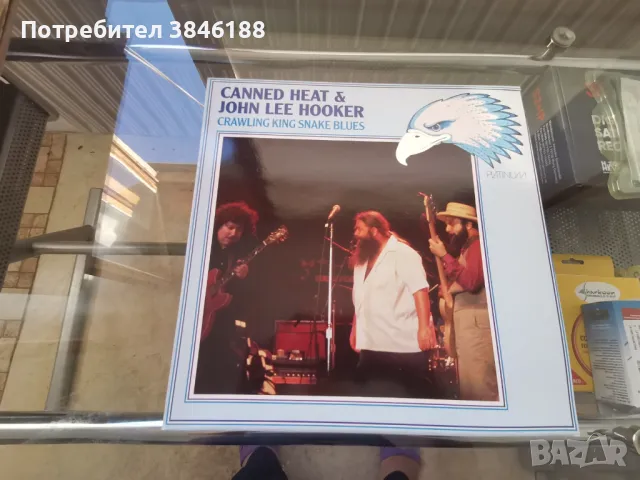 Потребител 3846188
CANNED HEAT &
JOHN LEE HOOKER
CRAWLING KING SNAKE BLUES
PLATINUM
BAZAR